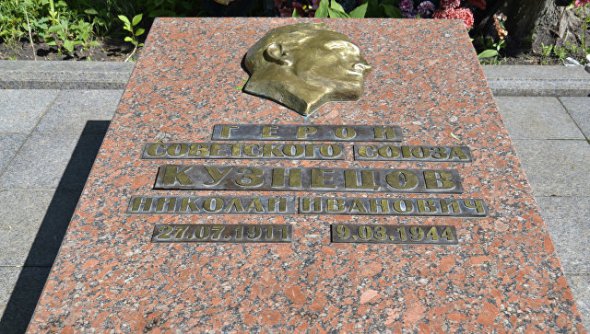 ГЕРОЙ
СОВЕТСКОГО СОЮЗА
КУЗНЕЦОВ
НИКОЛАЙ ИВАНОВИЧ
27.07.1911 9.03.1944